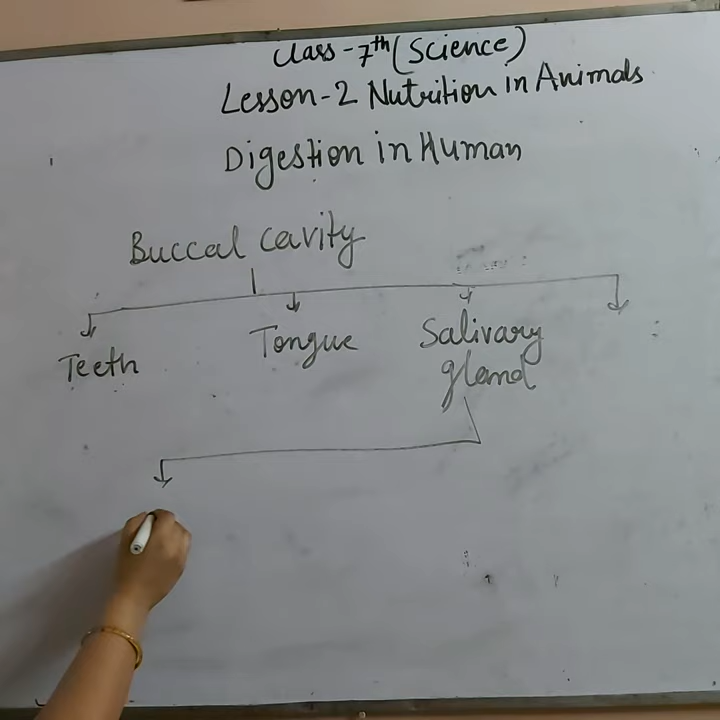 Class-7th (Science)
Lesson-2 Nutrition in Animals
Digestion in Human
Buccal cavity
Teeth
Tongue
Salivary
gland